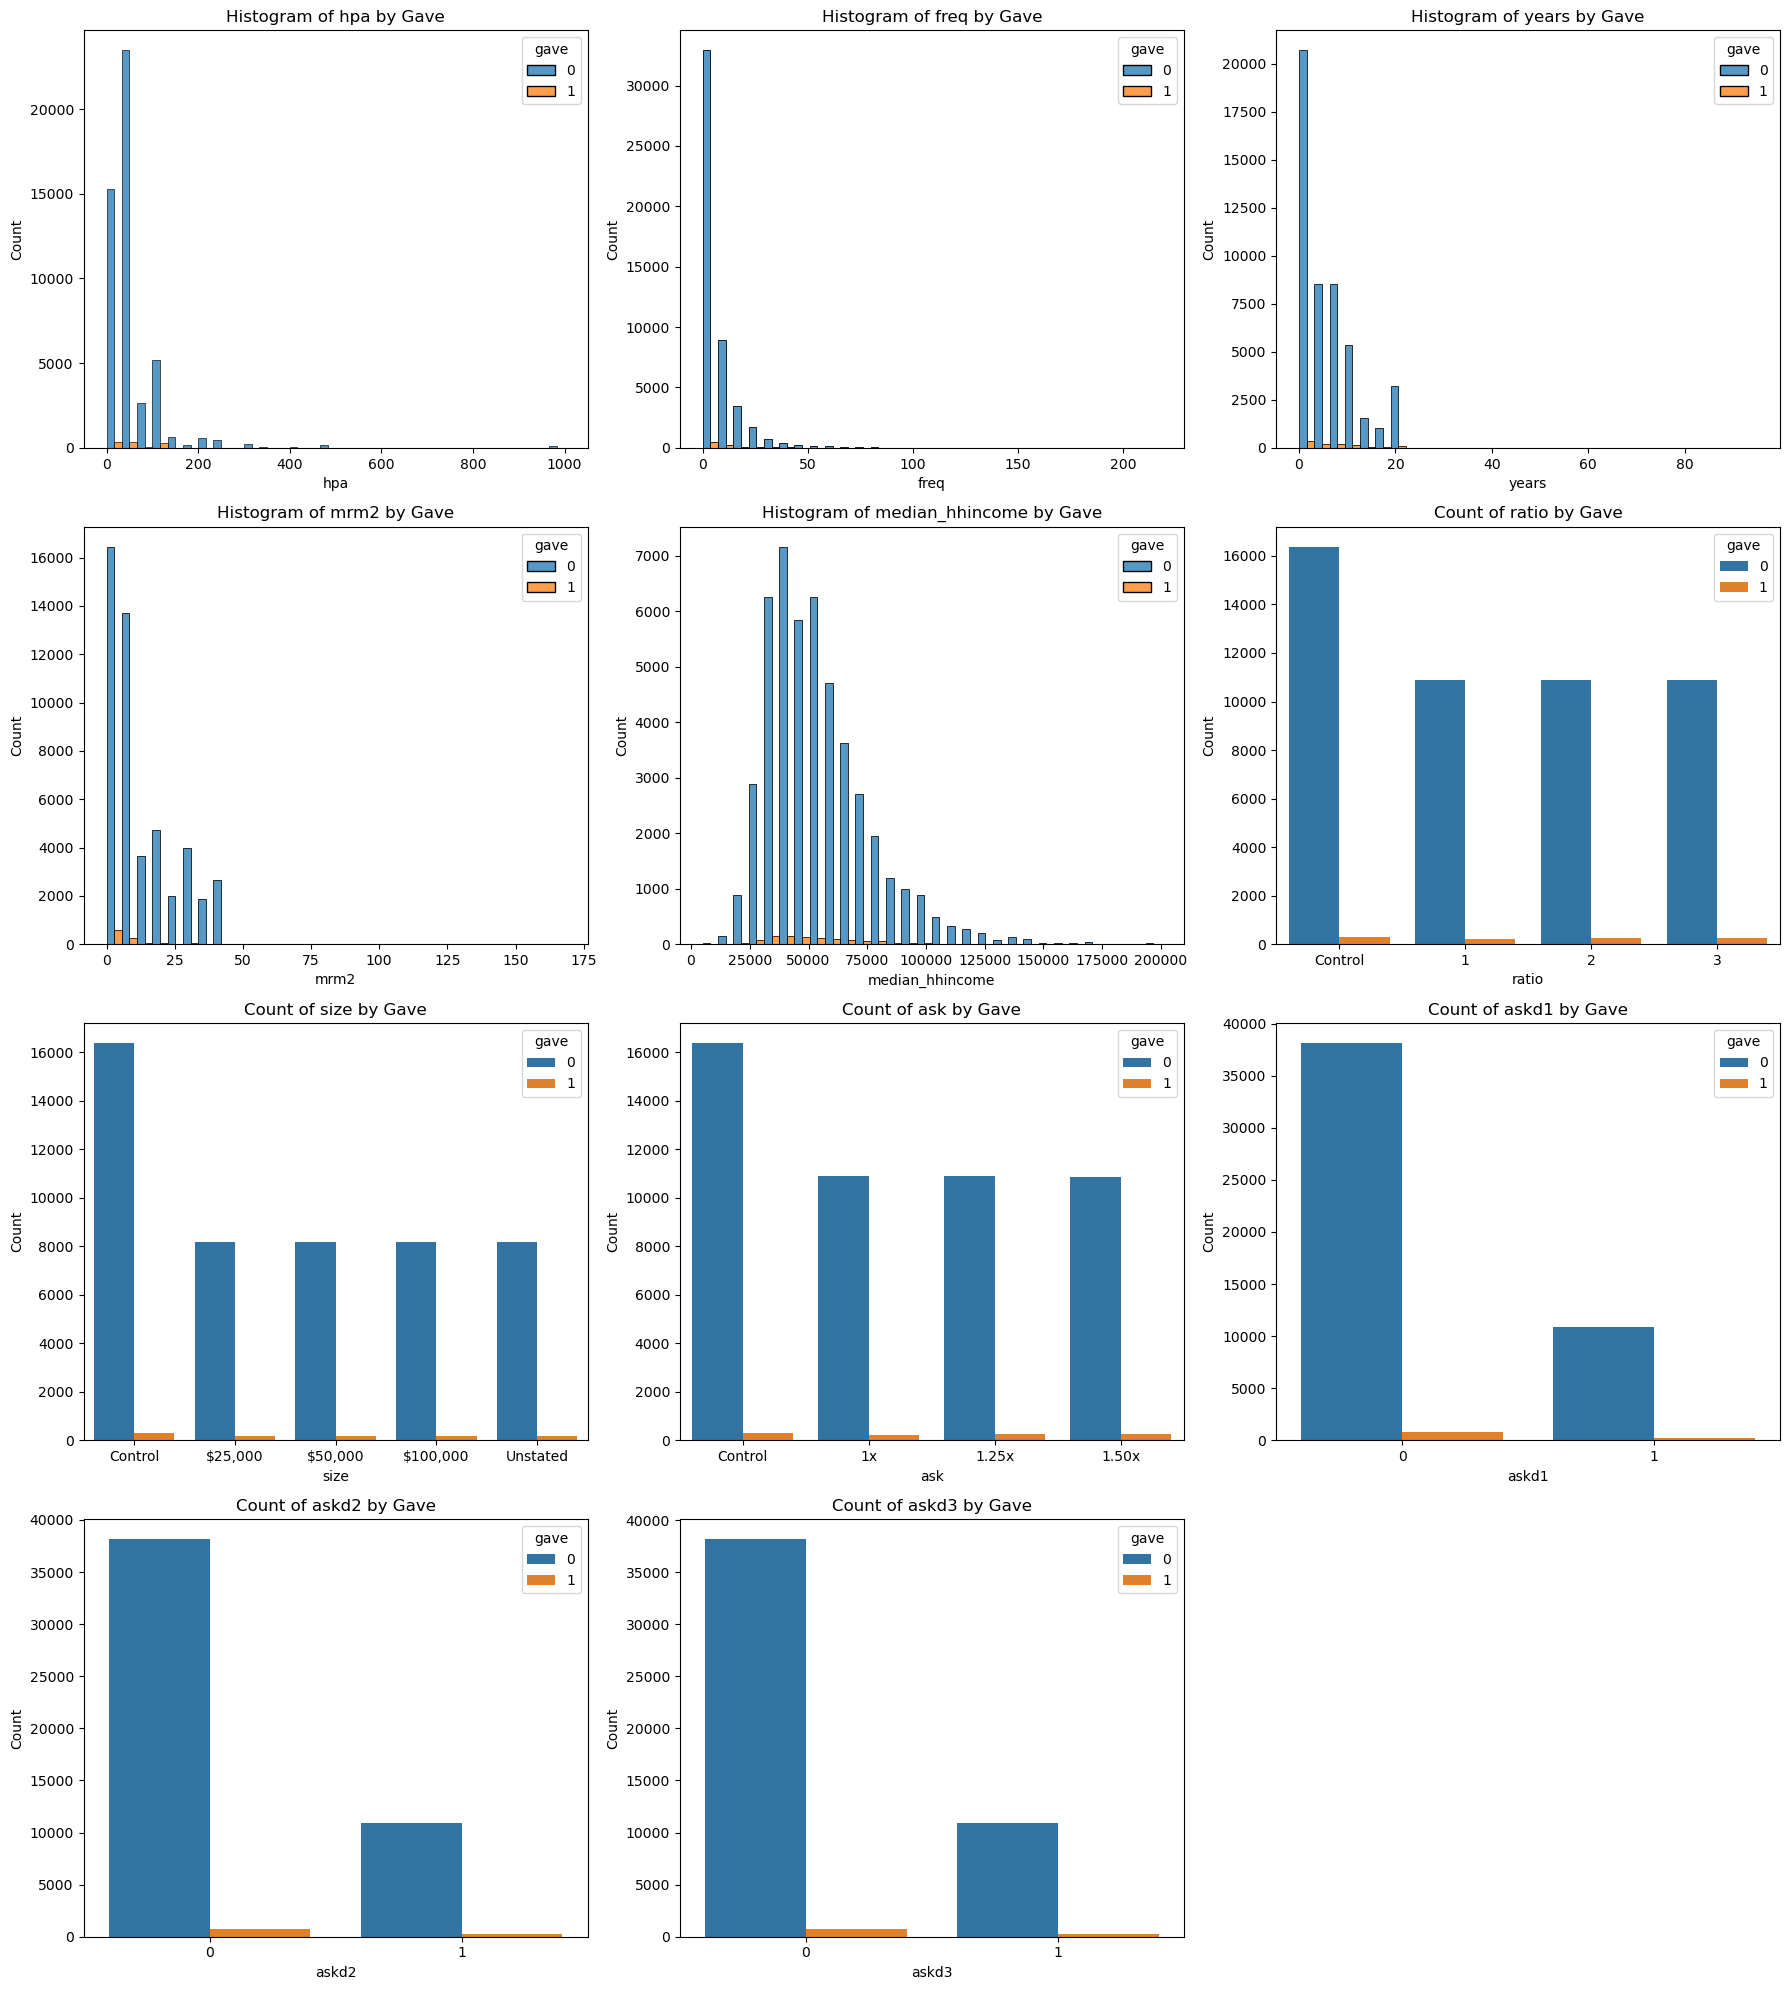 Histogram of hpa by Gave
gave
0
1
20000
15000
10000
5000
0
Count
0 200 400 600 800 1000
hpa
Histogram of freq by Gave
gave
0
1
30000
25000
20000
15000
10000
5000
0
Count
0 50 100 150 200
freq
Histogram of years by Gave
gave
0
1
20000
17500
15000
12500
10000
7500
5000
2500
0
Count
0 20 40 60 80
years
Histogram of mrm2 by Gave
gave
0
1
16000
14000
12000
10000
8000
6000
4000
2000
0
Count
0 25 50 75 100 125 150 175
mrm2
Histogram of median_hhincome by Gave
gave
0
1
7000
6000
5000
4000
3000
2000
1000
0
Count
0 25000 50000 75000 100000 125000 150000 175000 200000
median_hhincome
Count of ratio by Gave
gave
0
1
16000
14000
12000
10000
8000
6000
4000
2000
0
Count
Control 1 2 3
ratio
Count of size by Gave
gave
0
1
16000
14000
12000
10000
8000
6000
4000
2000
0
Count
Control $25,000 $50,000 $100,000 Unstated
size
Count of ask by Gave
gave
0
1
16000
14000
12000
10000
8000
6000
4000
2000
0
Count
Control 1x 1.25x 1.50x
ask
Count of askd1 by Gave
gave
0
1
40000
35000
30000
25000
20000
15000
10000
5000
0
Count
0 1
askd1
Count of askd2 by Gave
gave
0
1
40000
35000
30000
25000
20000
15000
10000
5000
0
Count
0 1
askd2
Count of askd3 by Gave
gave
0
1
40000
35000
30000
25000
20000
15000
10000
5000
0
Count
0 1
askd3